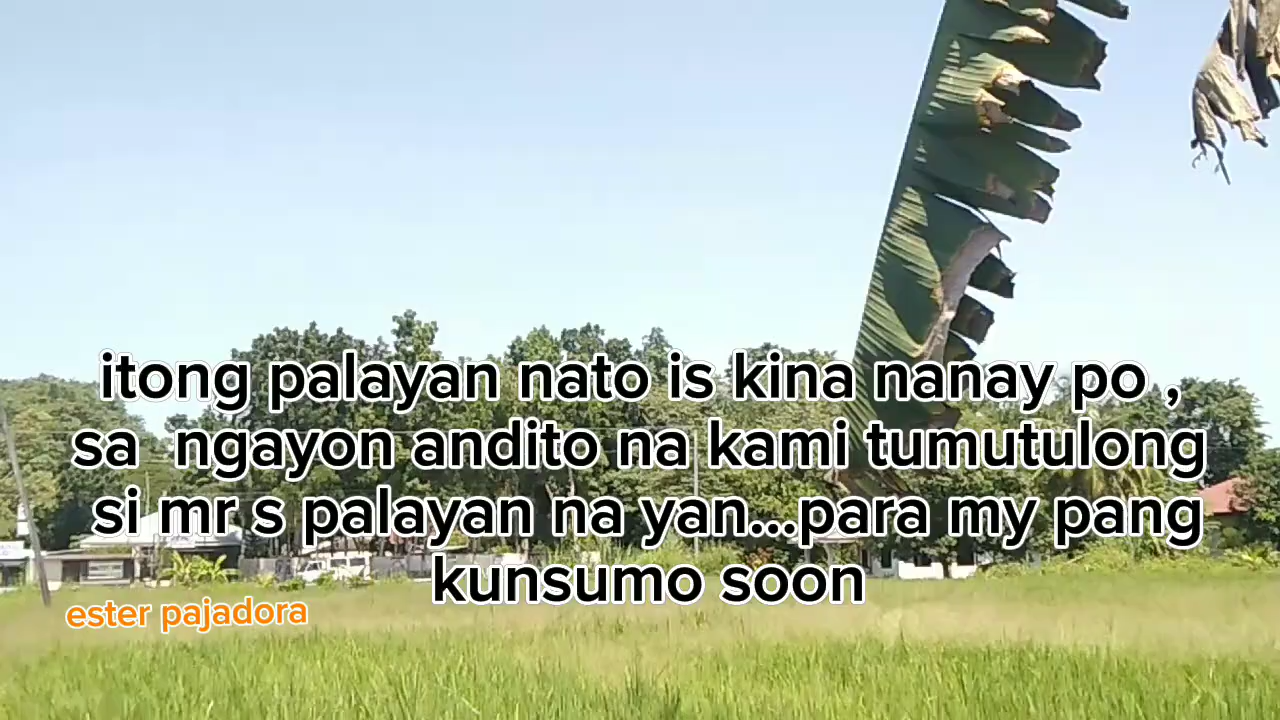 itong palayan nato is kina nanay po ,
sa  ngayon andito na kami tumutulong
si mr s palayan na yan...para my pang
kunsumo soon
ester pajadora